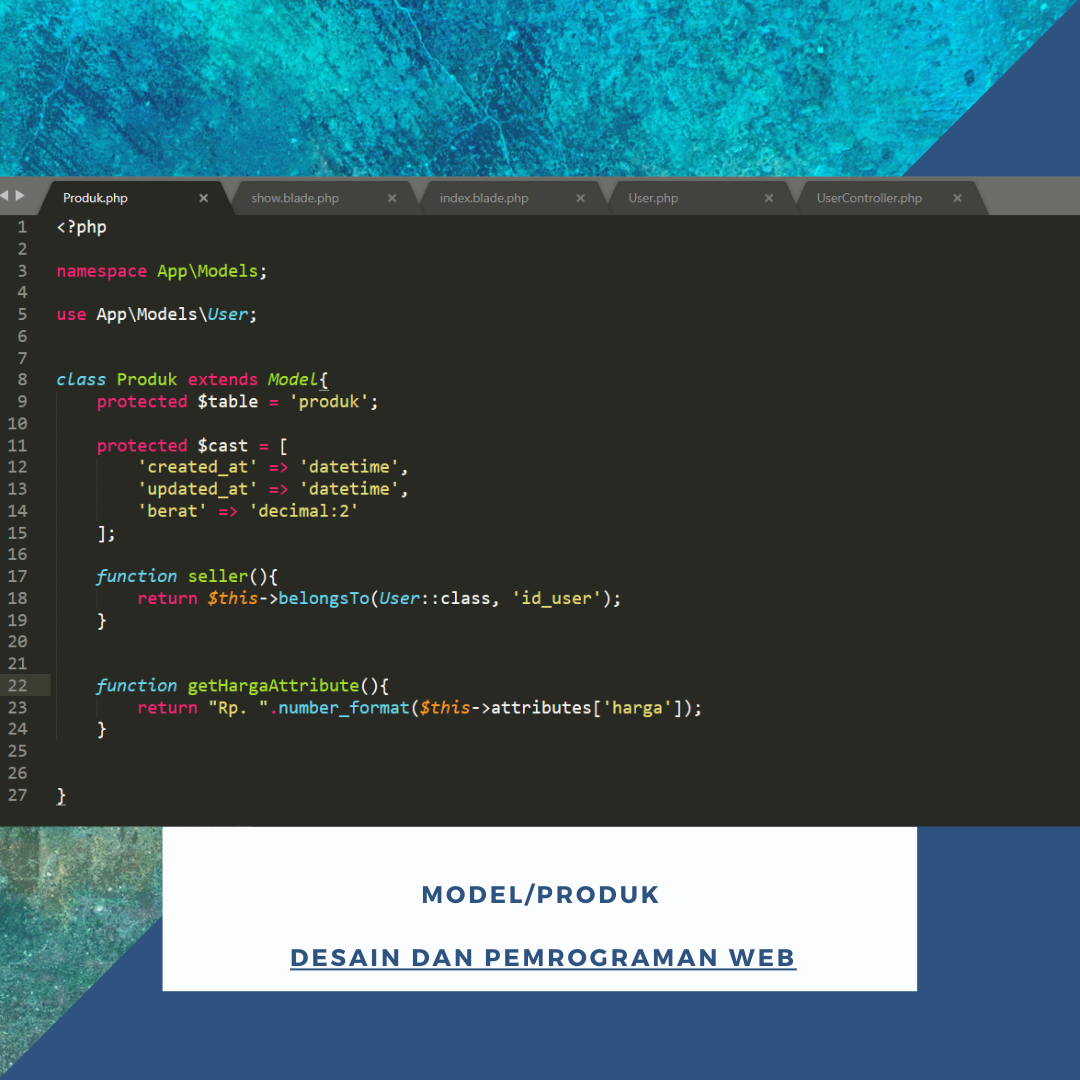 Produk.php × show.blade.php × index.blade.php × User.php × UserController.php ×
1 <?php
2
3 namespace App\Models;
4
5 use App\Models\User;
6
7
8 class Produk extends Model{
9 protected $table = 'produk';
10
11 protected $cast = [
12 'created_at' => 'datetime',
13 'updated_at' => 'datetime',
14 'berat' => 'decimal:2'
15 ];
16
17 function seller(){
18 return $this->belongsTo(User::class, 'id_user');
19 }
20
21
22 function getHargaAttribute(){
23 return "Rp. ".number_format($this->attributes['harga']);
24 }
25
26
27 }
MODEL/PRODUK
DESAIN DAN PEMROGRAMAN WEB